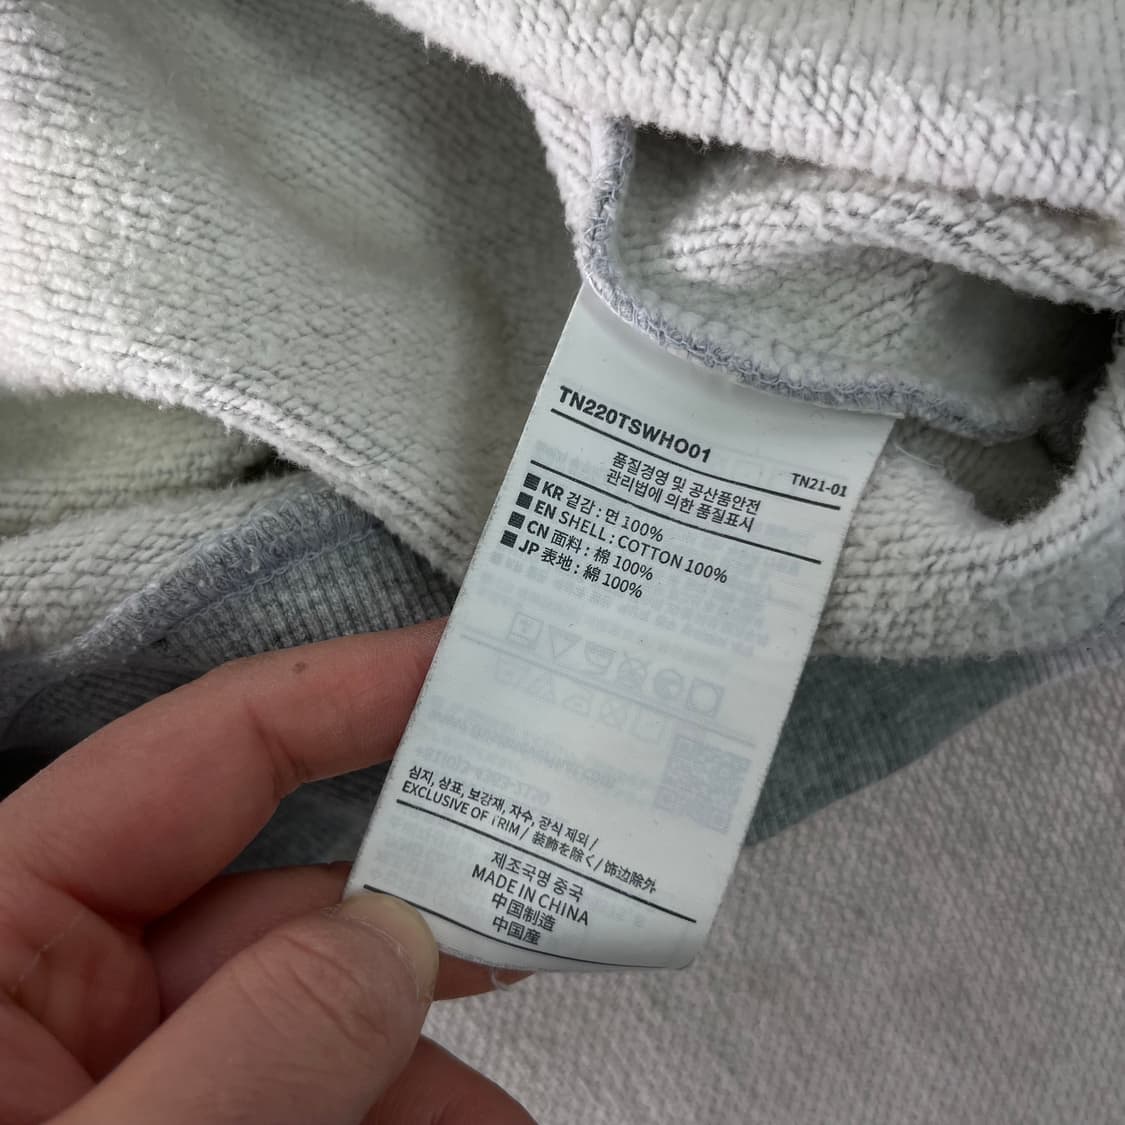 TN220TSWHO01
TN21-01
품질경영 및 공산품안전
관리법에 의한 품질표시
KR 겉감 : 면 100%
EN SHELL : COTTON 100%
CN 面料 : 棉 100%
JP 表地 : 綿 100%
심지, 상표, 보강재, 자수, 장식 제외 /
EXCLUSIVE OF TRIM / 装飾を除く / 饰边除外
제조국명 중국
MADE IN CHINA
中国制造
中国産